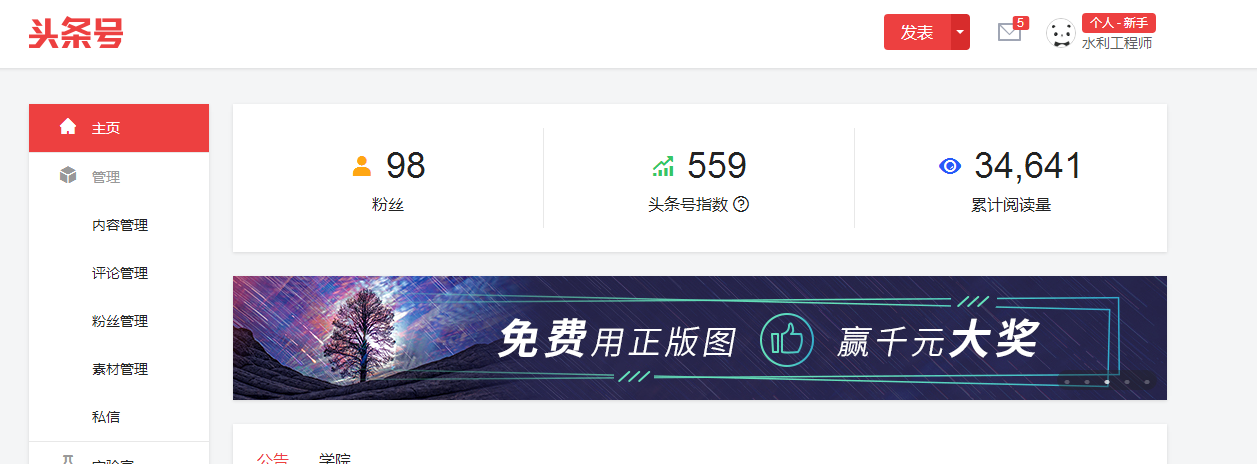 头条号
发表
5
个人 - 新手
水利工程师
主页
管理
内容管理
评论管理
粉丝管理
素材管理
私信
98
粉丝
559
头条号指数 ?
34,641
累计阅读量
免费用正版图 赢千元大奖
公告 学院
实验室